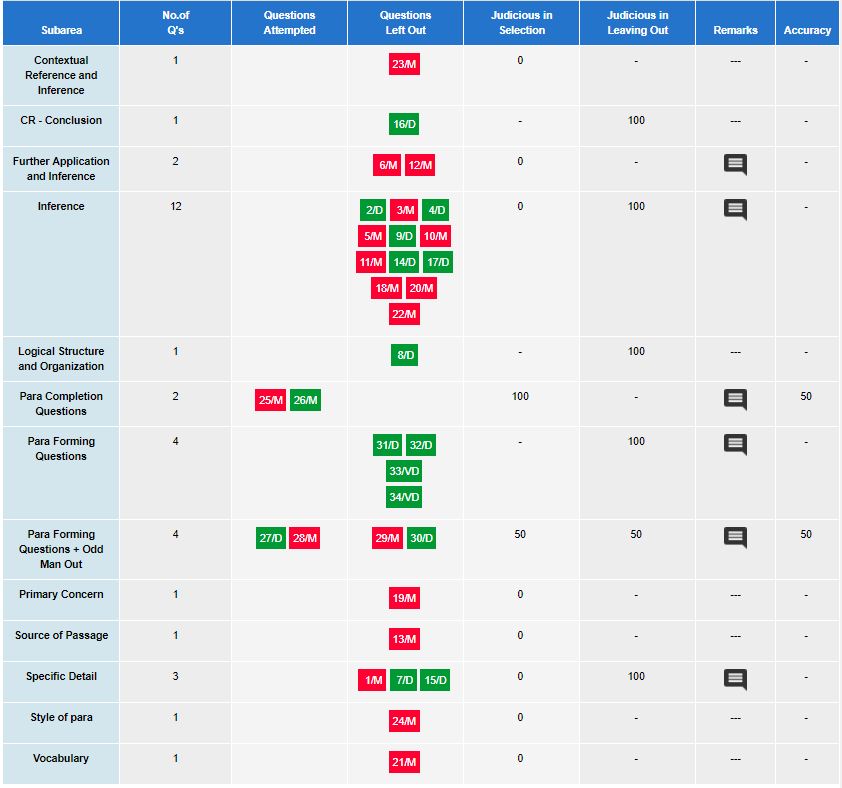 Subarea No.of Q's Questions Attempted Questions Left Out Judicious in Selection Judicious in Leaving Out Remarks Accuracy
Contextual Reference and Inference 1 23/M 0 - --- -
CR - Conclusion 1 16/D - 100 --- -
Further Application and Inference 2 6/M 12/M 0 - -
Inference 12 2/D 3/M 4/D 0 100 -
5/M 9/D 10/M
11/M 14/D 17/D
18/M 20/M
22/M
Logical Structure and Organization 1 8/D - 100 --- -
Para Completion Questions 2 25/M 26/M 100 - 50
Para Forming Questions 4 31/D 32/D - 100 -
33/VD
34/VD
Para Forming Questions + Odd Man Out 4 27/D 28/M 29/M 30/D 50 50 50
Primary Concern 1 19/M 0 - --- -
Source of Passage 1 13/M 0 - --- -
Specific Detail 3 1/M 7/D 15/D 0 100 -
Style of para 1 24/M 0 - --- -
Vocabulary 1 21/M 0 - --- -